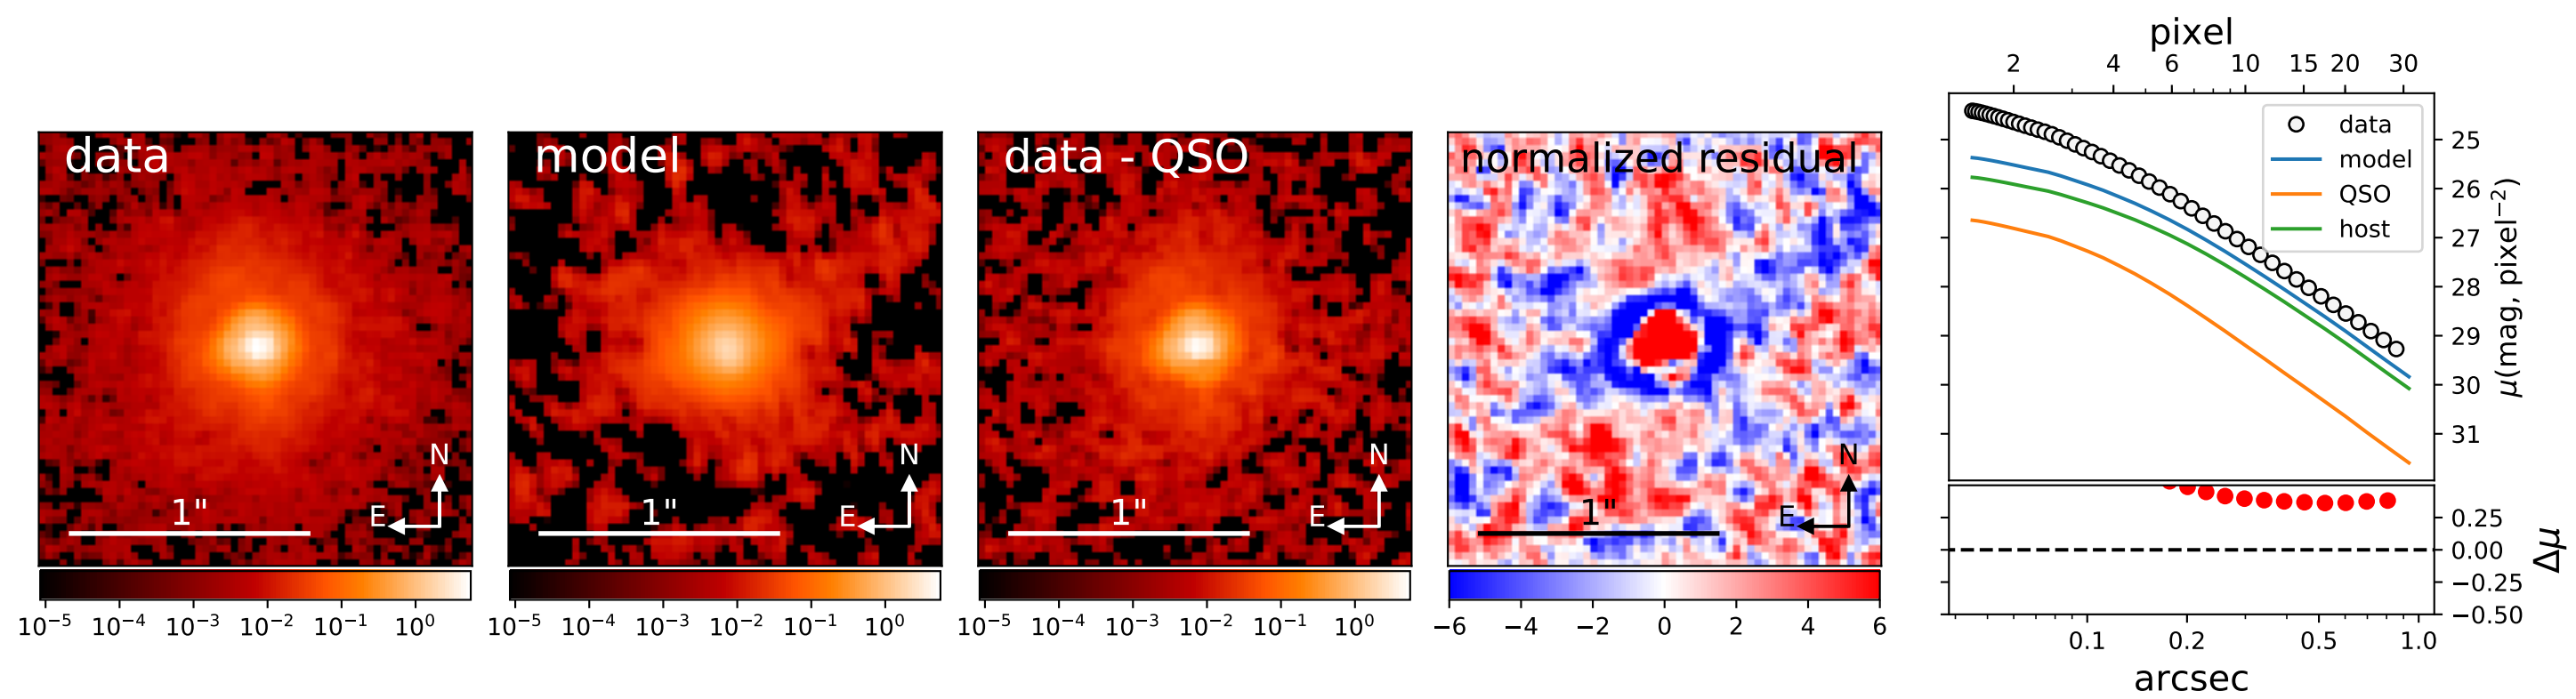 data
1"
N
E
10⁻⁵ 10⁻⁴ 10⁻³ 10⁻² 10⁻¹ 10⁰
model
1"
N
E
10⁻⁵ 10⁻⁴ 10⁻³ 10⁻² 10⁻¹ 10⁰
data - QSO
1"
N
E
10⁻⁵ 10⁻⁴ 10⁻³ 10⁻² 10⁻¹ 10⁰
normalized residual
1"
N
E
−6 −4 −2 0 2 4 6
pixel
2 4 6 10 15 20 30
data
model
QSO
host
25
26
27
28
29
30
31
μ(mag, pixel⁻²)
0.25
0.00
−0.25
−0.50
Δμ
0.1 0.2 0.5 1.0
arcsec